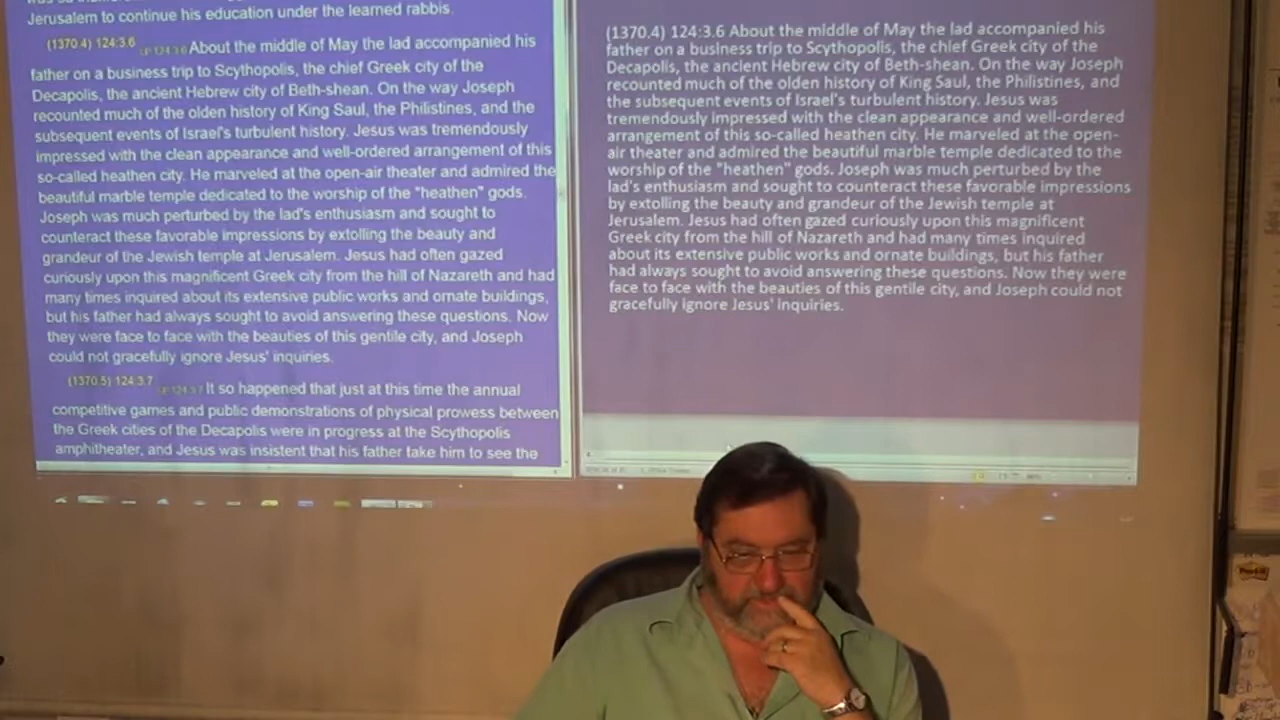 Jerusalem to continue his education under the learned rabbis.
(1370.4) 124:3.6 About the middle of May the lad accompanied his
father on a business trip to Scythopolis, the chief Greek city of the
Decapolis, the ancient Hebrew city of Beth-shean. On the way Joseph
recounted much of the olden history of King Saul, the Philistines, and the
subsequent events of Israel's turbulent history. Jesus was tremendously
impressed with the clean appearance and well-ordered arrangement of this
so-called heathen city. He marveled at the open-air theater and admired the
beautiful marble temple dedicated to the worship of the "heathen" gods.
Joseph was much perturbed by the lad's enthusiasm and sought to
counteract these favorable impressions by extolling the beauty and
grandeur of the Jewish temple at Jerusalem. Jesus had often gazed
curiously upon this magnificent Greek city from the hill of Nazareth and had
many times inquired about its extensive public works and ornate buildings,
but his father had always sought to avoid answering these questions. Now
they were face to face with the beauties of this gentile city, and Joseph
could not gracefully ignore Jesus' inquiries.
(1370.5) 124:3.7 It so happened that just at this time the annual
competitive games and public demonstrations of physical prowess between
the Greek cities of the Decapolis were in progress at the Scythopolis
amphitheater, and Jesus was insistent that his father take him to see the
(1370.4) 124:3.6 About the middle of May the lad accompanied his
father on a business trip to Scythopolis, the chief Greek city of the
Decapolis, the ancient Hebrew city of Beth-shean. On the way Joseph
recounted much of the olden history of King Saul, the Philistines, and
the subsequent events of Israel's turbulent history. Jesus was
tremendously impressed with the clean appearance and well-ordered
arrangement of this so-called heathen city. He marveled at the open-
air theater and admired the beautiful marble temple dedicated to the
worship of the "heathen" gods. Joseph was much perturbed by the
lad's enthusiasm and sought to counteract these favorable impressions
by extolling the beauty and grandeur of the Jewish temple at
Jerusalem. Jesus had often gazed curiously upon this magnificent
Greek city from the hill of Nazareth and had many times inquired
about its extensive public works and ornate buildings, but his father
had always sought to avoid answering these questions. Now they were
face to face with the beauties of this gentile city, and Joseph could not
gracefully ignore Jesus' inquiries.
Post-it